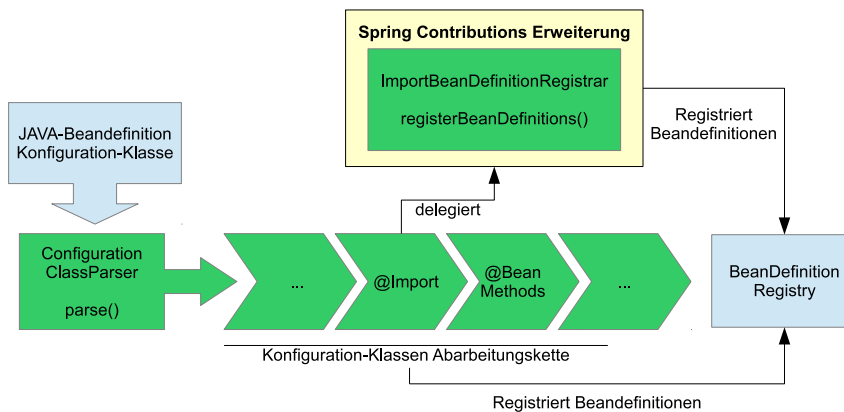 Spring Contributions Erweiterung
ImportBeanDefinitionRegistrar
registerBeanDefinitions()
Registriert
Beandefinitionen
JAVA-Beandefinition
Konfiguration-Klasse
delegiert
Configuration
ClassParser
parse()
...
@Import
@Bean
Methods
...
BeanDefinition
Registry
Konfiguration-Klassen Abarbeitungskette
Registriert Beandefinitionen